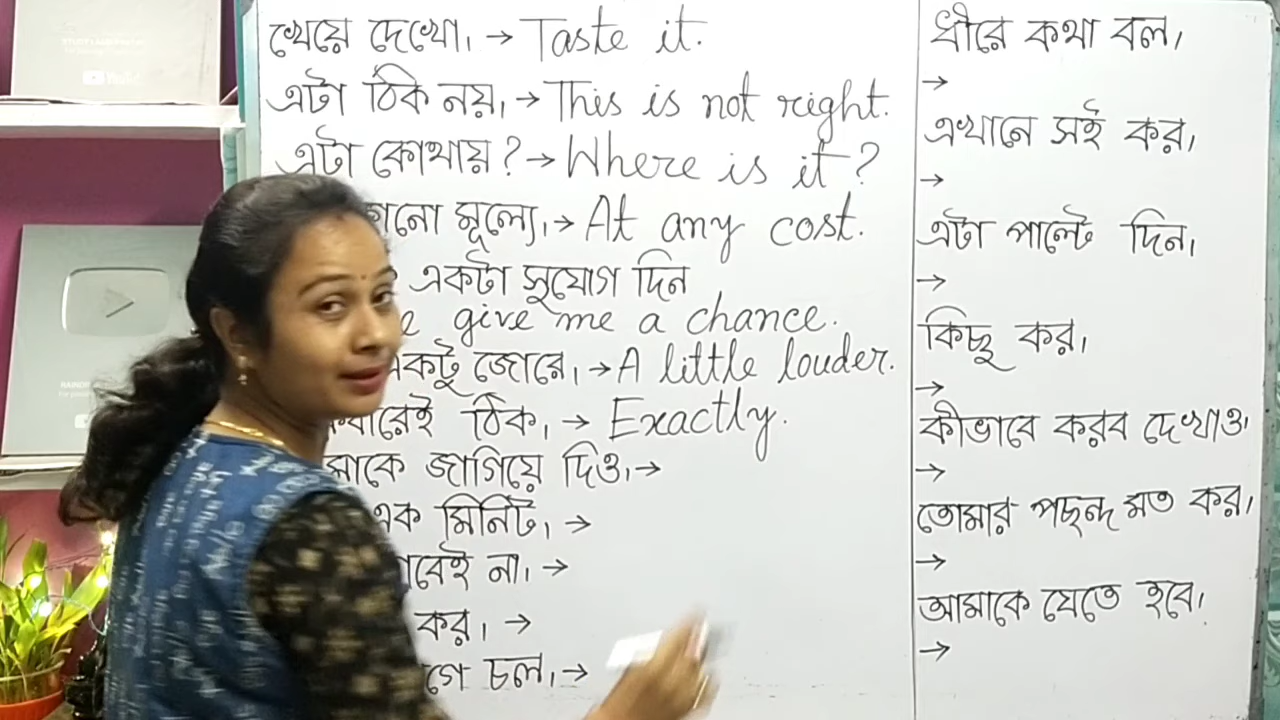 খেয়ে দেখো। → Taste it.
এটা ঠিক নয়। → This is not right.
এটা কোথায়? → Where is it?
মূল্যে। → At any cost.
একটা সুযোগ দিন
give me a chance.
একটু জোরে। → A little louder.
ঠিক। → Exactly.
জাগিয়ে দিও। →
এক মিনিট। →
না। →
কর। →
চল। →
ধীরে কথা বল।
→
এখানে সই কর।
→
এটা পাল্টে দিন।
→
কিছু কর।
→
কীভাবে করব দেখাও।
→
তোমার পছন্দ মত কর।
→
আমাকে যেতে হবে।
→